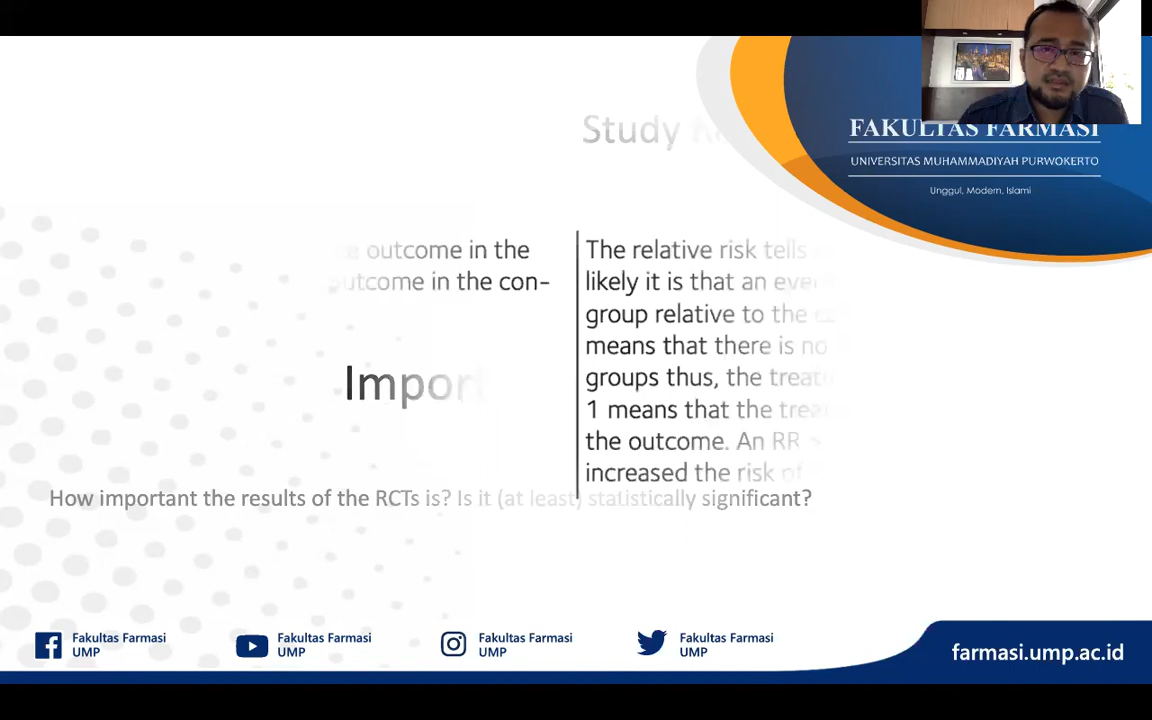 Study
FAKULTAS FARMASI
UNIVERSITAS MUHAMMADIYAH PURWOKERTO
Unggul, Modern, Islami
outcome in the
outcome in the con-
The relative risk tells
likely it is that an
group relative to the
means that there is no
groups thus, the
1 means that the
the outcome. An RR
increased the risk of
Impor
How important the results of the RCTs is? Is it (at least) statistically significant?
Fakultas Farmasi
UMP
Fakultas Farmasi
UMP
Fakultas Farmasi
UMP
Fakultas Farmasi
UMP
farmasi.ump.ac.id